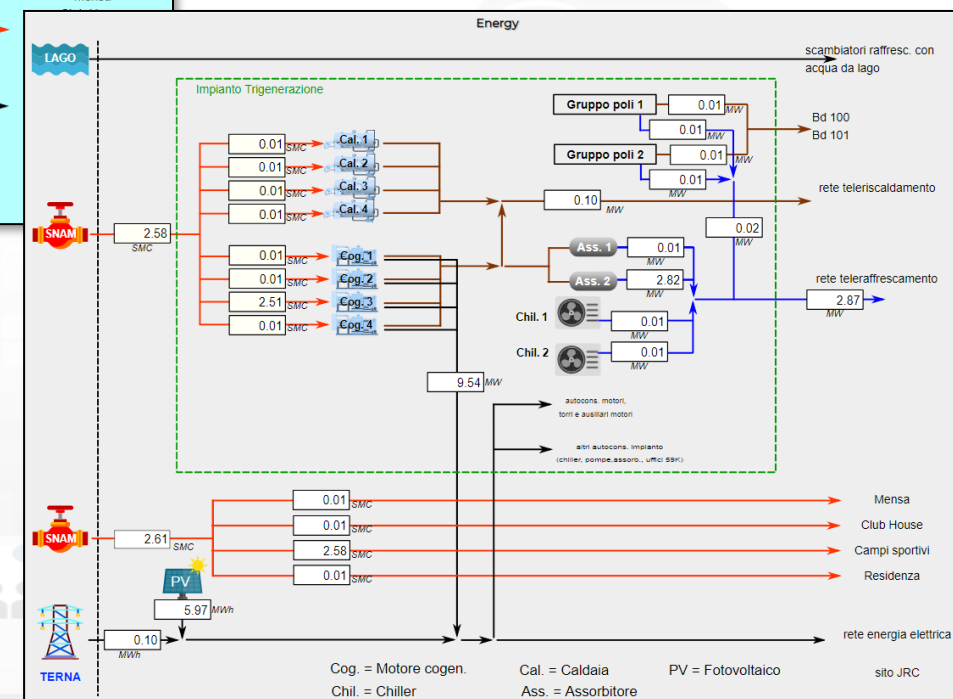 Energy
LAGO
scambiatori raffresc. con
acqua da lago
Impianto Trigenerazione
Gruppo poli 1
0.01
MW
0.01
MW
Bd 100
Bd 101
Gruppo poli 2
0.01
MW
0.01
MW
0.01
SMC
Cal. 1
0.01
SMC
Cal. 2
0.01
SMC
Cal. 3
0.01
SMC
Cal. 4
0.10
MW
rete teleriscaldamento
SNAM
2.58
SMC
0.02
MW
0.01
SMC
Cog. 1
0.01
SMC
Cog. 2
2.51
SMC
Cog. 3
0.01
SMC
Cog. 4
Ass. 1
0.01
MW
Ass. 2
2.82
MW
rete teleraffrescamento
2.87
MW
Chil. 1
0.01
MW
Chil. 2
0.01
MW
9.54
MW
autocons. motori,
torri e ausiliari motori
altri autocons. impianto
(chiller, pompe,assorb., uffici 59K)
SNAM
2.61
SMC
0.01
SMC
Mensa
0.01
SMC
Club House
2.58
SMC
Campi sportivi
0.01
SMC
Residenza
PV
5.97
MWh
TERNA
0.10
MWh
rete energia elettrica
sito JRC
Cog. = Motore cogen.
Cal. = Caldaia
PV = Fotovoltaico
Chil. = Chiller
Ass. = Assorbitore